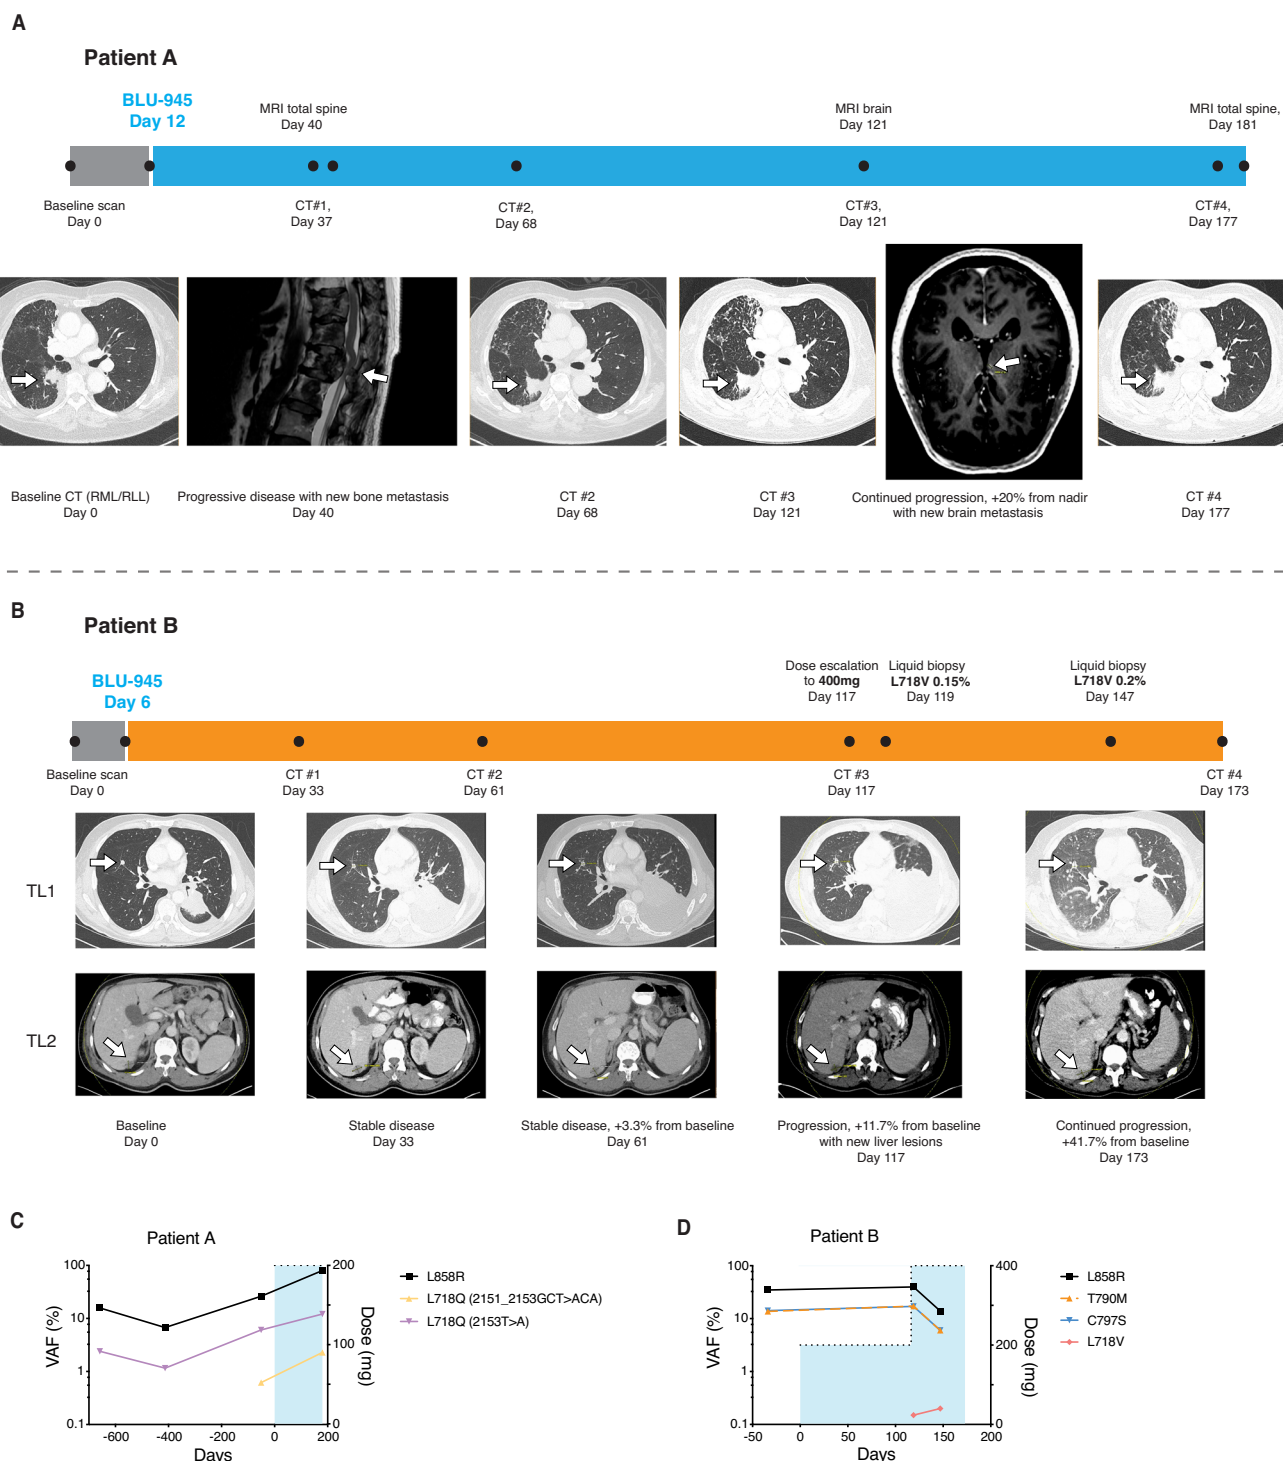 A
Patient A
BLU-945
Day 12
MRI total spine
Day 40
MRI brain
Day 121
MRI total spine,
Day 181
Baseline scan
Day 0
CT#1,
Day 37
CT#2,
Day 68
CT#3,
Day 121
CT#4,
Day 177
Baseline CT (RML/RLL)
Day 0
Progressive disease with new bone metastasis
Day 40
CT #2
Day 68
CT #3
Day 121
Continued progression, +20% from nadir
with new brain metastasis
CT #4
Day 177
B
Patient B
BLU-945
Day 6
Dose escalation
to 400mg
Day 117
Liquid biopsy
L718V 0.15%
Day 119
Liquid biopsy
L718V 0.2%
Day 147
Baseline scan
Day 0
CT #1
Day 33
CT #2
Day 61
CT #3
Day 117
CT #4
Day 173
TL1
TL2
Baseline
Day 0
Stable disease
Day 33
Stable disease, +3.3% from baseline
Day 61
Progression, +11.7% from baseline
with new liver lesions
Day 117
Continued progression,
+41.7% from baseline
Day 173
C
Patient A
VAF (%)
100
10
1
0.1
-600
-400
-200
0
200
Days
200
100
0
Dose (mg)
L858R
L718Q (2151_2153GCT>ACA)
L718Q (2153T>A)
D
Patient B
VAF (%)
100
10
1
0.1
-50
0
50
100
150
200
Days
400
200
0
Dose (mg)
L858R
T790M
C797S
L718V